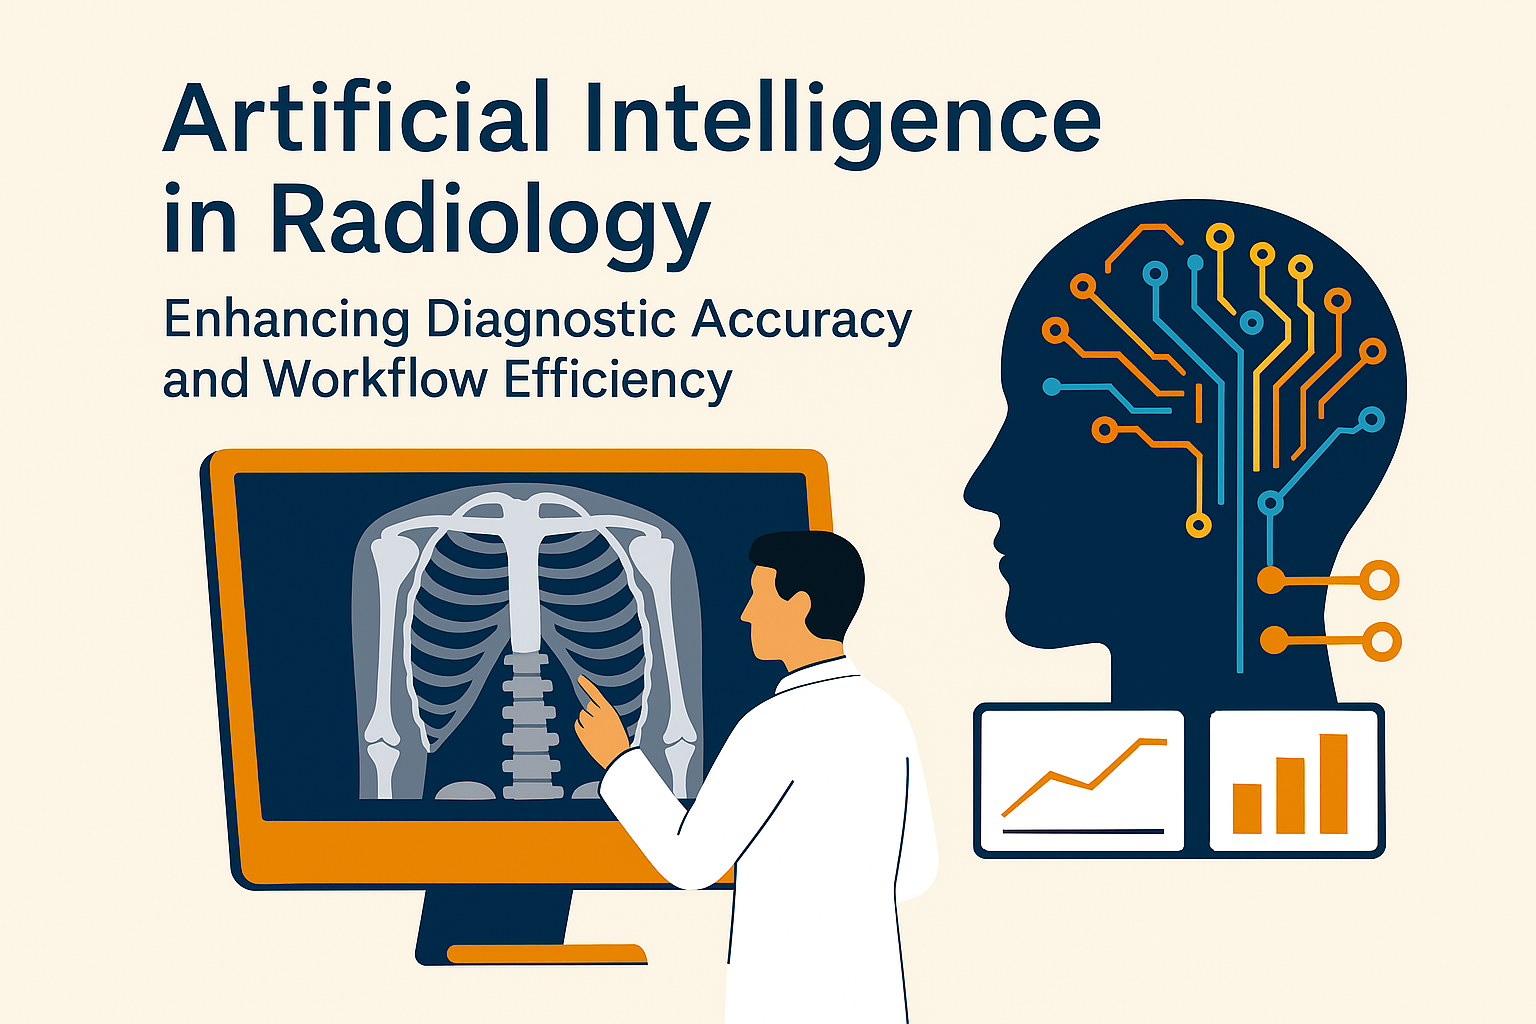 Artificial Intelligence
in Radiology
Enhancing Diagnostic Accuracy
and Workflow Efficiency